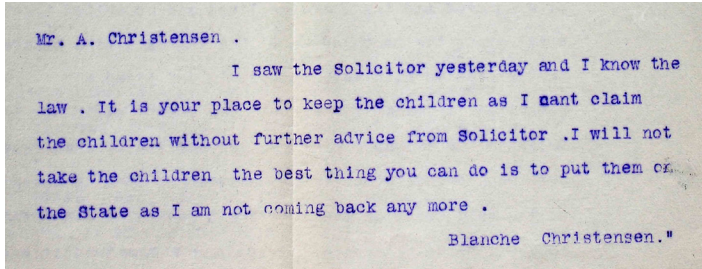 Mr. A. Christensen .
I saw the Solicitor yesterday and I know the
law . It is your place to keep the children as I cant claim
the children without further advice from Solicitor .I will not
take the children  the best thing you can do is to put them on
the State as I am not coming back any more .
Blanche  Christensen."